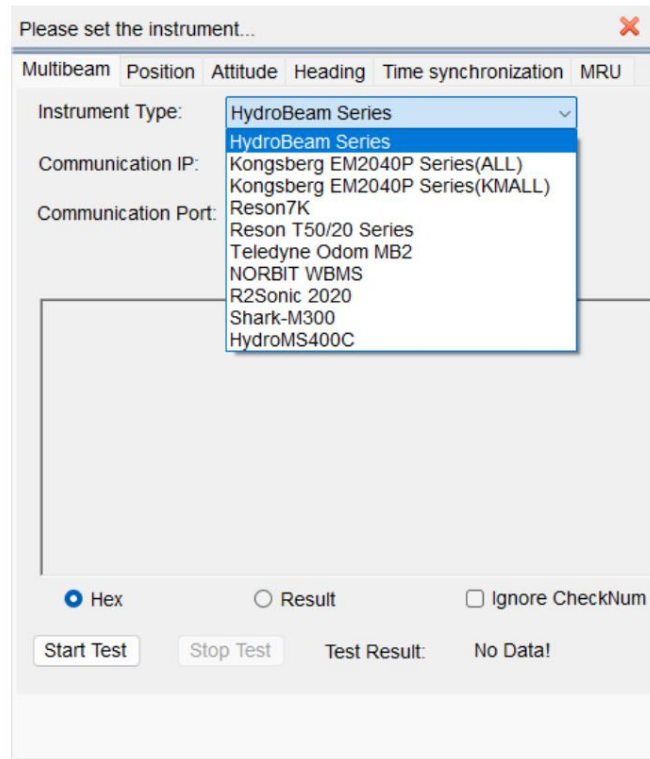 Please set the instrument...
Multibeam Position Attitude Heading Time synchronization MRU
Instrument Type: HydroBeam Series
HydroBeam Series
Communication IP: Kongsberg EM2040P Series(ALL)
Kongsberg EM2040P Series(KMALL)
Communication Port: Reson7K
Reson T50/20 Series
Teledyne Odom MB2
NORBIT WBMS
R2Sonic 2020
Shark-M300
HydroMS400C
Hex Result Ignore CheckNum
Start Test Stop Test Test Result: No Data!